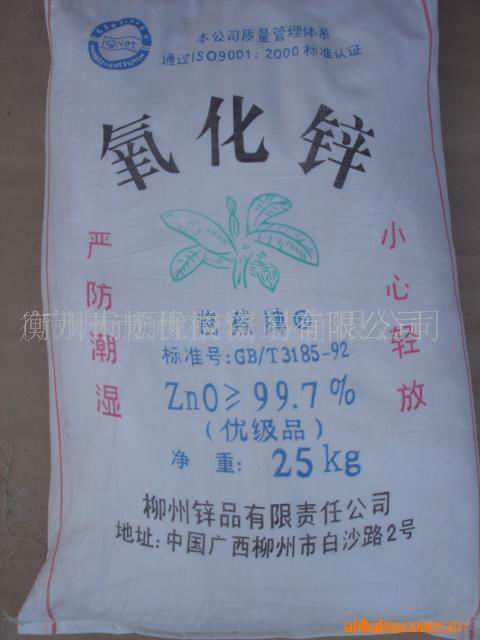 IQNet
本公司质量管理体系
通过ISO9001:2000标准认证
氧化锌
严防潮湿
小心轻放
标准号:GB/T3185-92
ZnO≥99.7%
(优级品)
净重:25kg
柳州锌品有限责任公司
地址:中国广西柳州市白沙路2号